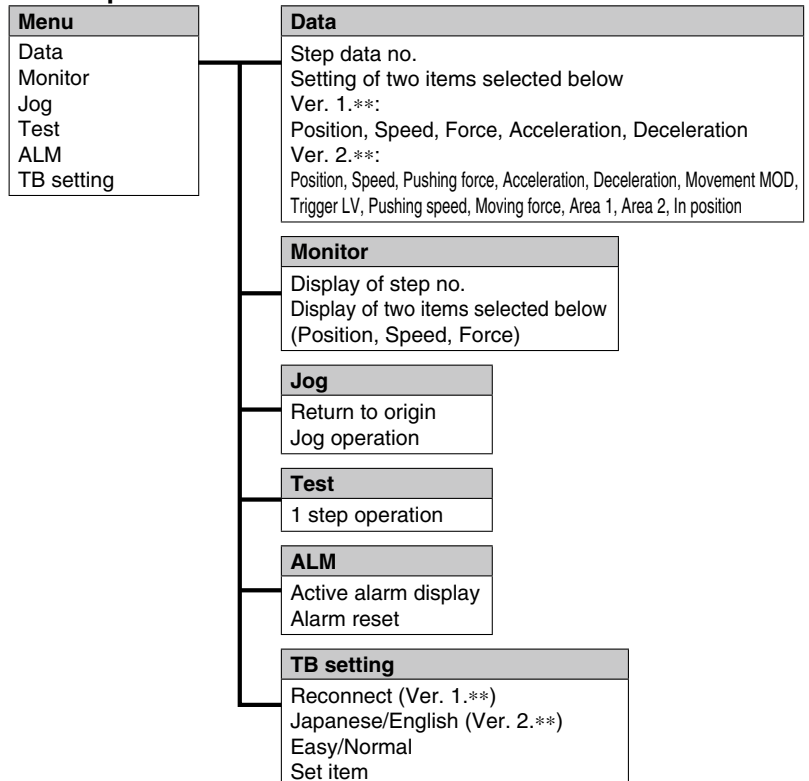 Menu
Data
Monitor
Jog
Test
ALM
TB setting
Data
Step data no.
Setting of two items selected below
Ver. 1.**:
Position, Speed, Force, Acceleration, Deceleration
Ver. 2.**:
Position, Speed, Pushing force, Acceleration, Deceleration, Movement MOD,
Trigger LV, Pushing speed, Moving force, Area 1, Area 2, In position
Monitor
Display of step no.
Display of two items selected below
(Position, Speed, Force)
Jog
Return to origin
Jog operation
Test
1 step operation
ALM
Active alarm display
Alarm reset
TB setting
Reconnect (Ver. 1.**)
Japanese/English (Ver. 2.**)
Easy/Normal
Set item